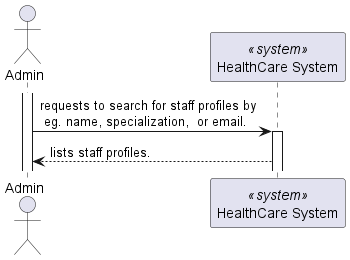 Admin
«system»
HealthCare System
requests to search for staff profiles by
eg. name, specialization,  or email.
lists staff profiles.
Admin
«system»
HealthCare System